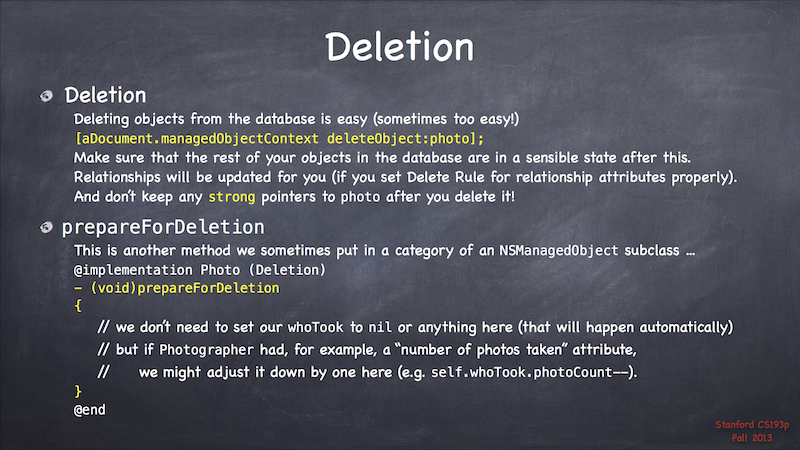 Deletion
Deletion
Deleting objects from the database is easy (sometimes too easy!)
[aDocument.managedObjectContext deleteObject:photo];
Make sure that the rest of your objects in the database are in a sensible state after this.
Relationships will be updated for you (if you set Delete Rule for relationship attributes properly).
And don’t keep any strong pointers to photo after you delete it!
prepareForDeletion
This is another method we sometimes put in a category of an NSManagedObject subclass …
@implementation Photo (Deletion)
- (void)prepareForDeletion
{
// we don’t need to set our whoTook to nil or anything here (that will happen automatically)
// but if Photographer had, for example, a “number of photos taken” attribute,
// we might adjust it down by one here (e.g. self.whoTook.photoCount--).
}
@end
Stanford CS193p
Fall 2013